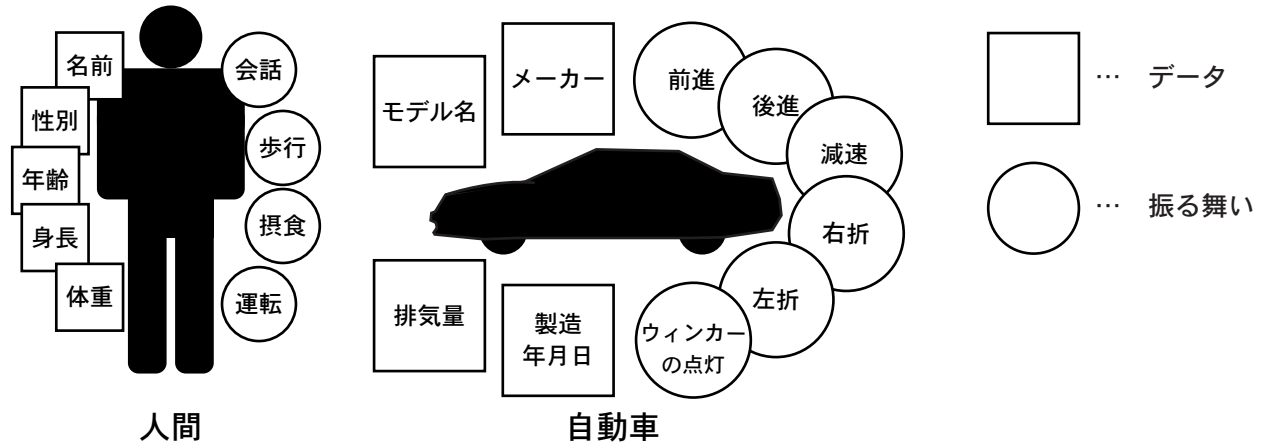 名前
性別
年齢
身長
体重
会話
歩行
摂食
運転
人間
モデル名
メーカー
排気量
製造
年月日
前進
後進
減速
右折
左折
ウィンカー
の点灯
自動車
… データ
… 振る舞い